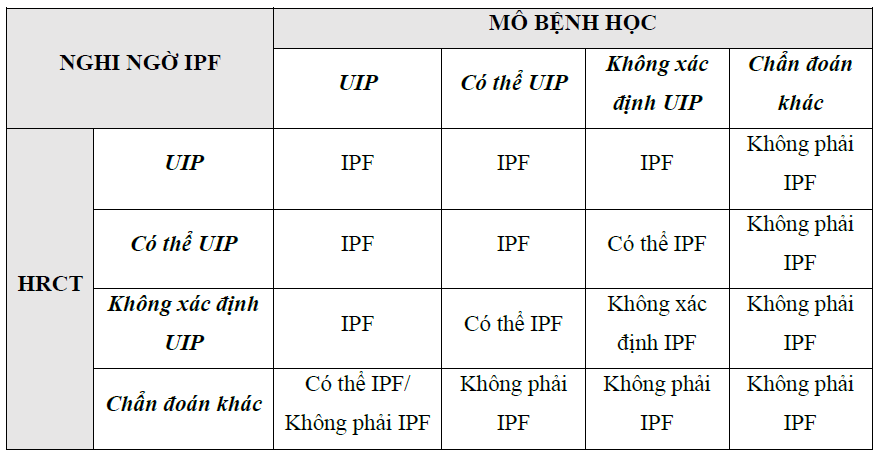 NGHI NGỜ IPF
MÔ BỆNH HỌC
UIP
Có thể UIP
Không xác
định UIP
Chẩn đoán
khác
HRCT
UIP
IPF
IPF
IPF
Không phải
IPF
Có thể UIP
IPF
IPF
Có thể IPF
Không phải
IPF
Không xác định
UIP
IPF
Có thể IPF
Không xác
định IPF
Không phải
IPF
Chẩn đoán khác
Có thể IPF/
Không phải IPF
Không phải
IPF
Không phải
IPF
Không phải
IPF